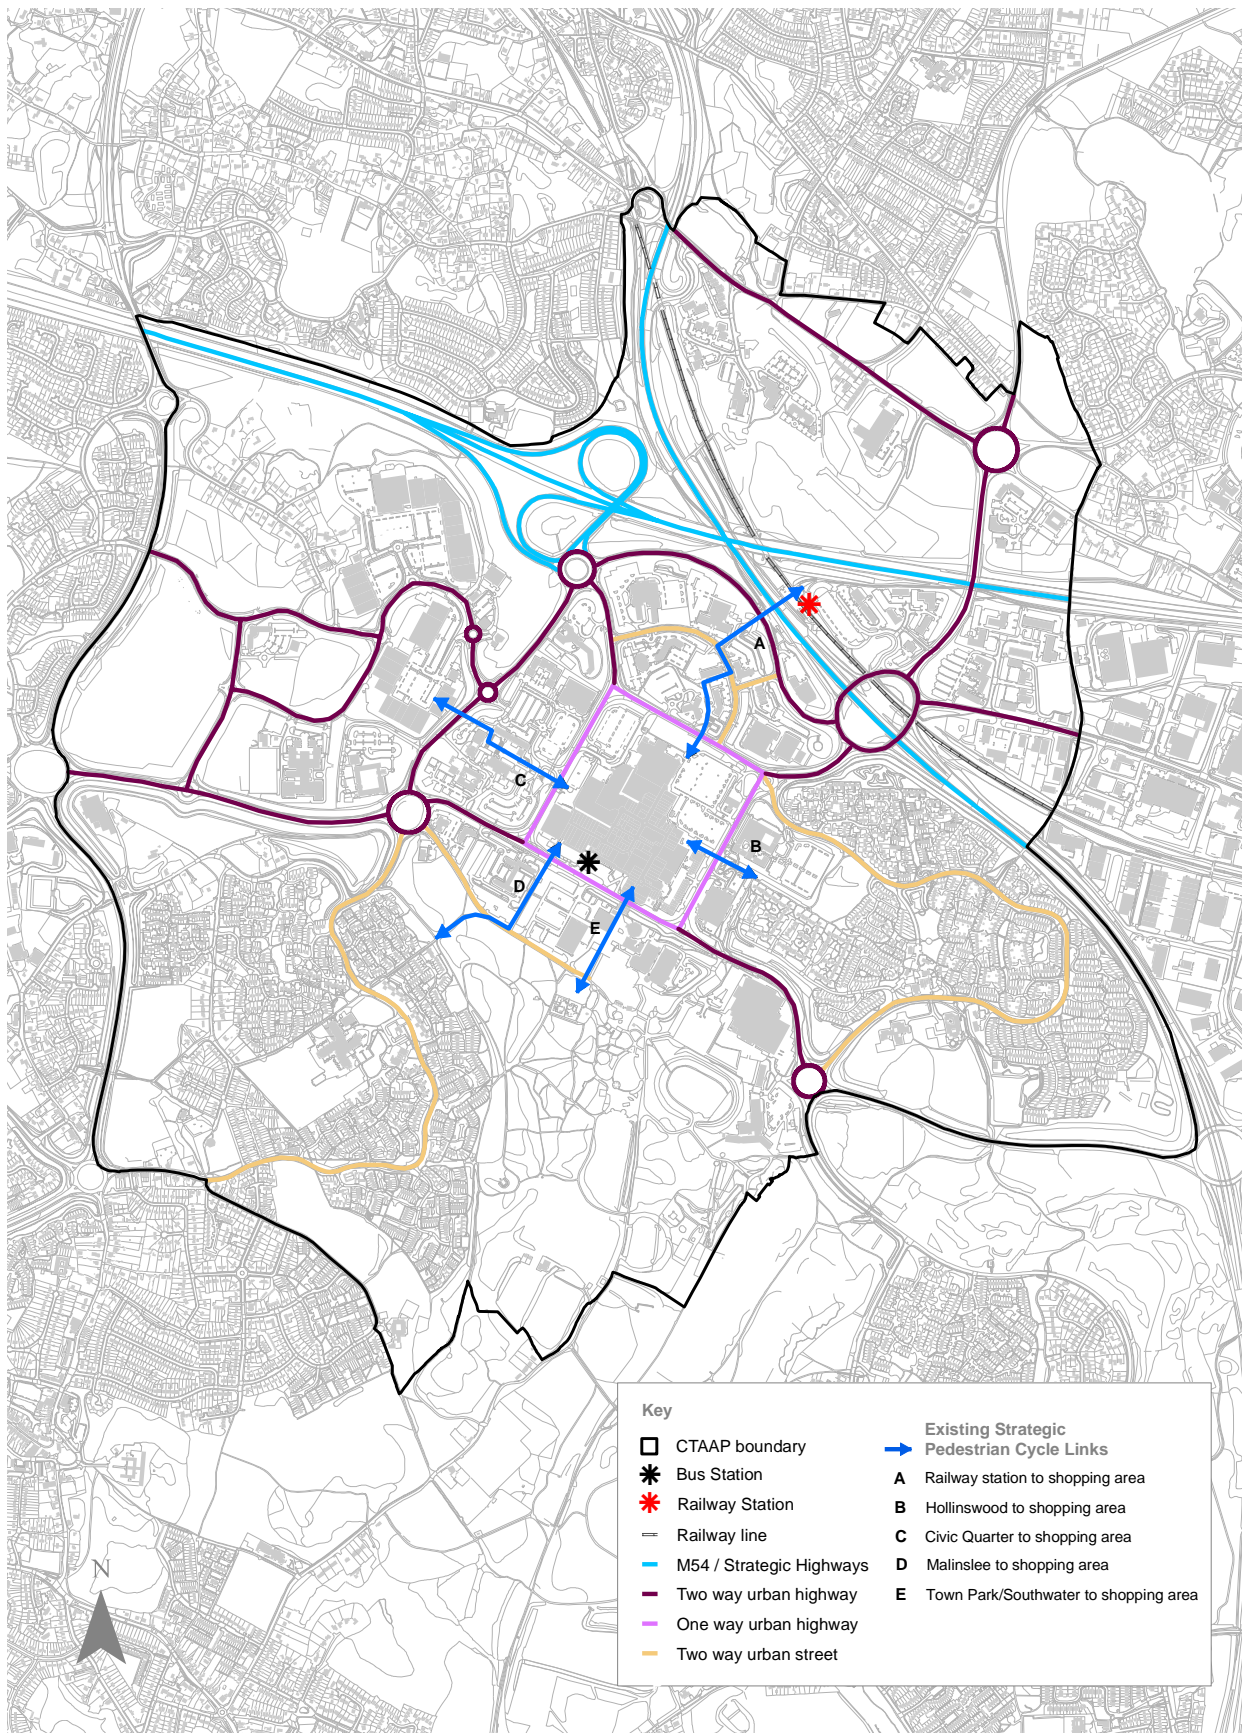 A
C
B
D
E
N
Key
CTAAP boundary
Bus Station
Railway Station
Railway line
M54 / Strategic Highways
Two way urban highway
One way urban highway
Two way urban street
Existing Strategic
Pedestrian Cycle Links
A Railway station to shopping area
B Hollinswood to shopping area
C Civic Quarter to shopping area
D Malinslee to shopping area
E Town Park/Southwater to shopping area